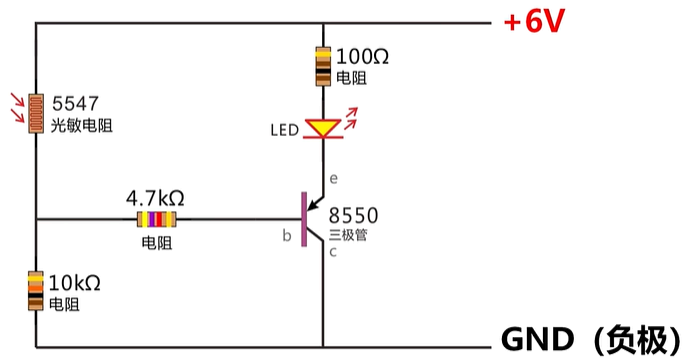 +6V
100Ω
电阻
5547
光敏电阻
LED
e
4.7kΩ
电阻
b
8550
三极管
c
10kΩ
电阻
GND（负极）